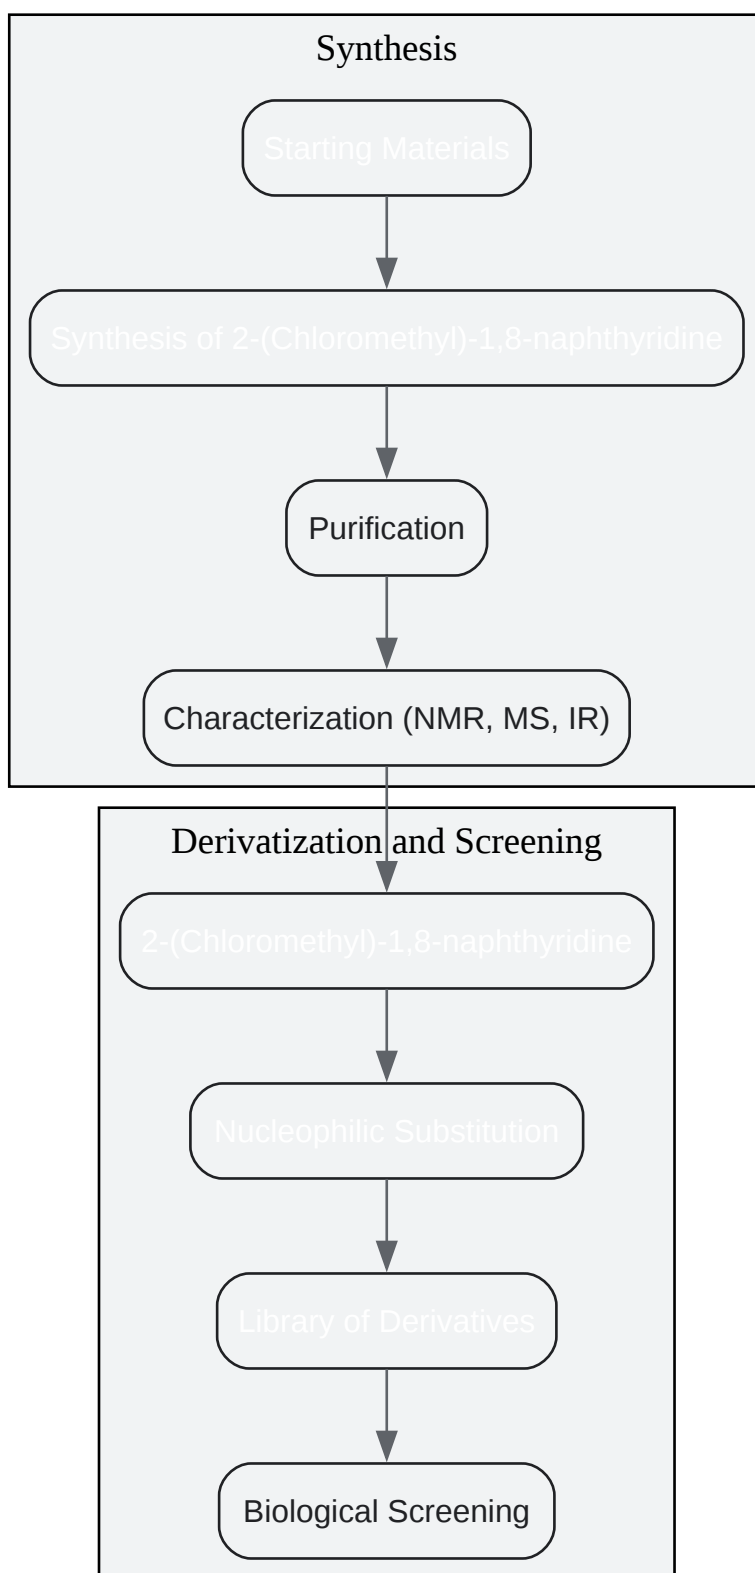 Synthesis
Starting Materials
Synthesis of 2-(Chloromethyl)-1,8-naphthyridine
Purification
Characterization (NMR, MS, IR)
Derivatization and Screening
2-(Chloromethyl)-1,8-naphthyridine
Nucleophilic Substitution
Library of Derivatives
Biological Screening